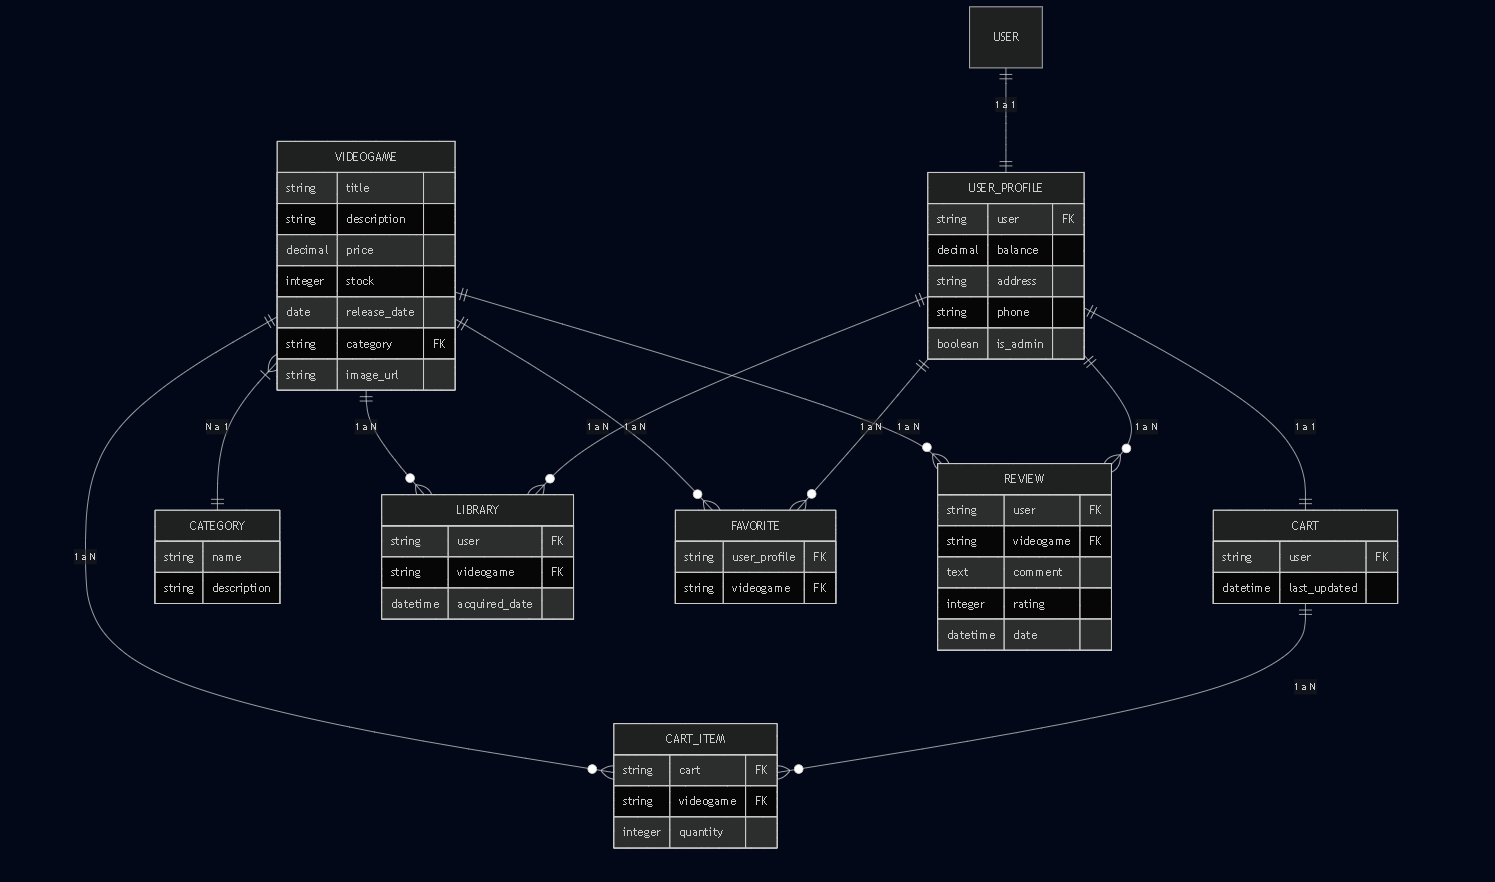 USER
1 a 1
VIDEOGAME
string title
string description
decimal price
integer stock
date release_date
string category FK
string image_url
USER_PROFILE
string user FK
decimal balance
string address
string phone
boolean is_admin
N a 1
1 a N
1 a N
1 a N
1 a N
1 a N
1 a N
1 a 1
CATEGORY
string name
string description
LIBRARY
string user FK
string videogame FK
datetime acquired_date
FAVORITE
string user_profile FK
string videogame FK
REVIEW
string user FK
string videogame FK
text comment
integer rating
datetime date
CART
string user FK
datetime last_updated
1 a N
1 a N
CART_ITEM
string cart FK
string videogame FK
integer quantity